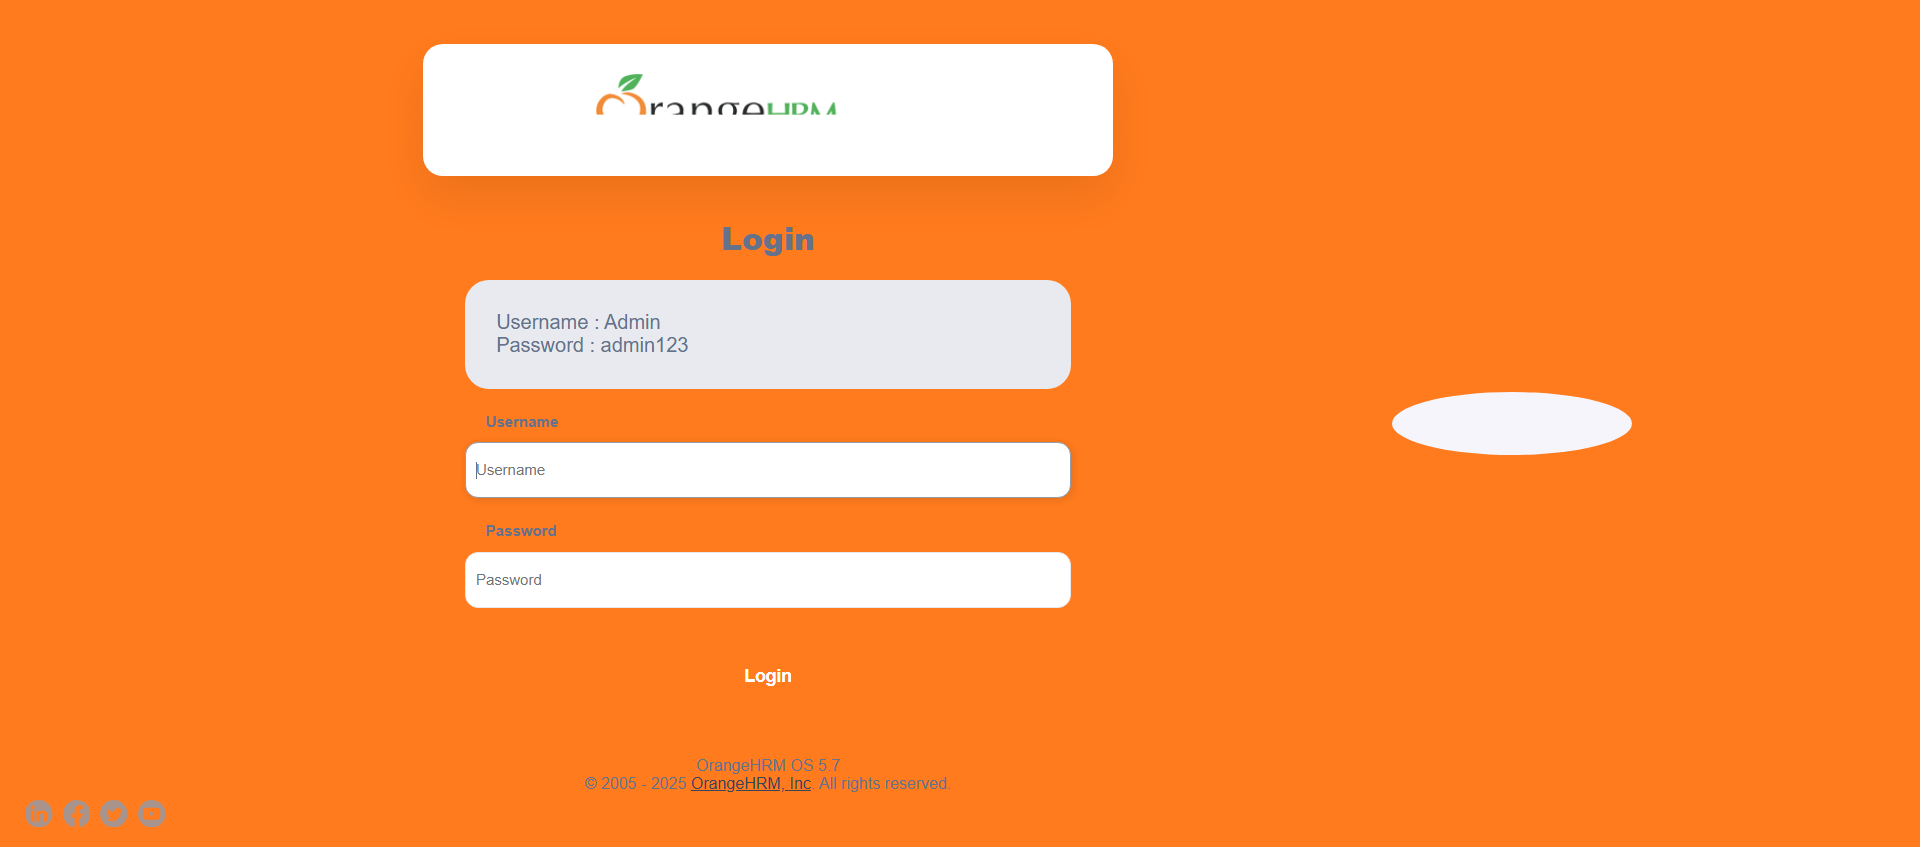 OrangeHRM
Login
Username : Admin
Password : admin123
Username
Username
Password
Password
Login
OrangeHRM OS 5.7
© 2005 - 2025 OrangeHRM, Inc. All rights reserved.